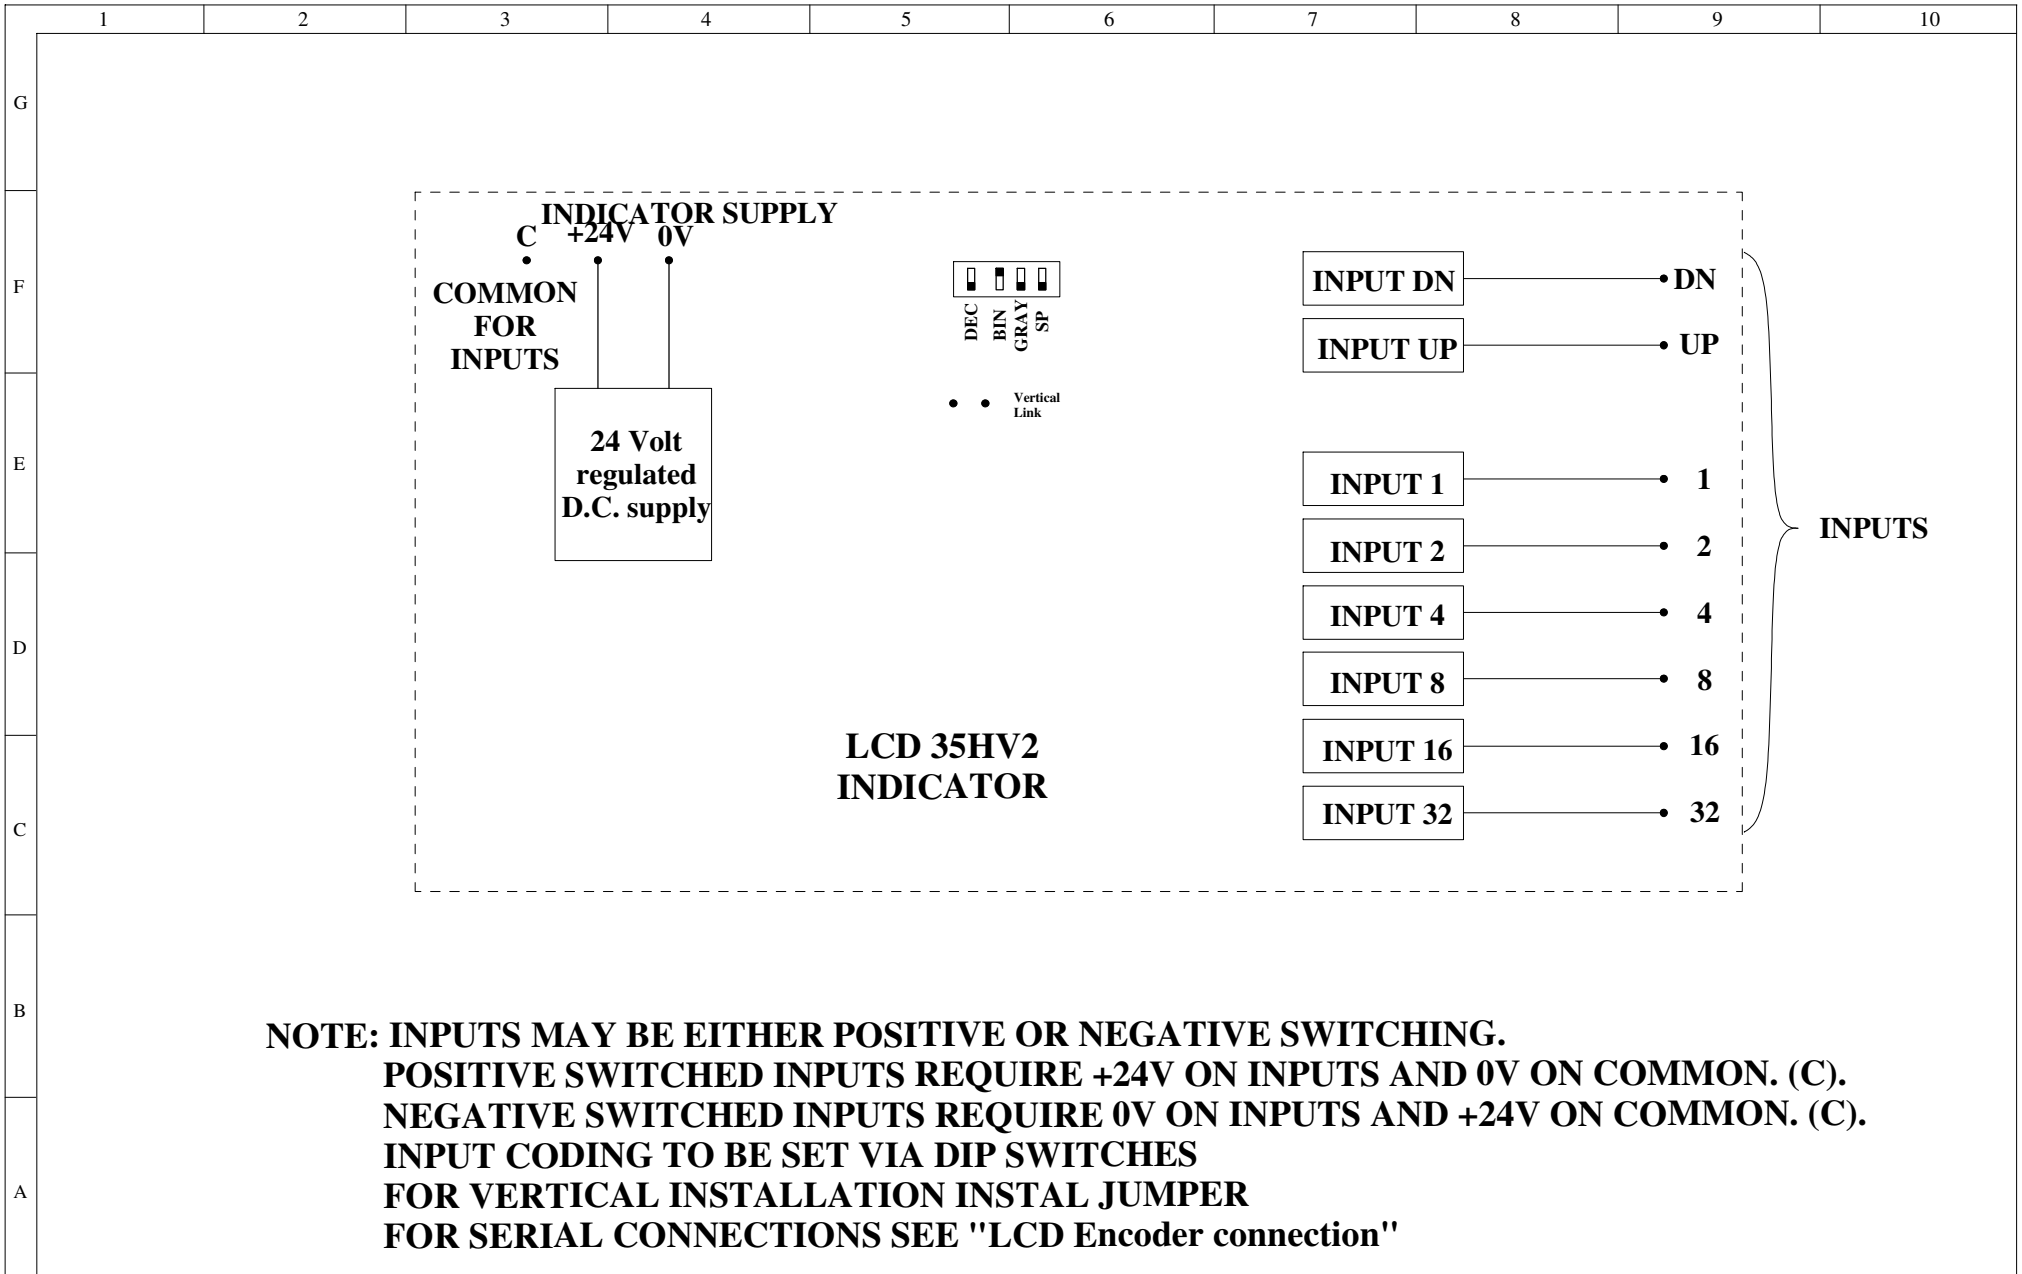 1 2 3 4 5 6 7 8 9 10
G
F
E
D
C
B
A
INDICATOR SUPPLY
C +24V 0V
COMMON
FOR
INPUTS
24 Volt
regulated
D.C. supply
DEC
BIN
GRAY
SP
Vertical
Link
LCD 35HV2
INDICATOR
INPUT DN DN
INPUT UP UP
INPUT 1 1
INPUT 2 2
INPUT 4 4
INPUT 8 8
INPUT 16 16
INPUT 32 32
INPUTS
NOTE: INPUTS MAY BE EITHER POSITIVE OR NEGATIVE SWITCHING.
POSITIVE SWITCHED INPUTS REQUIRE +24V ON INPUTS AND 0V ON COMMON. (C).
NEGATIVE SWITCHED INPUTS REQUIRE 0V ON INPUTS AND +24V ON COMMON. (C).
INPUT CODING TO BE SET VIA DIP SWITCHES
FOR VERTICAL INSTALLATION INSTAL JUMPER
FOR SERIAL CONNECTIONS SEE "LCD Encoder connection"